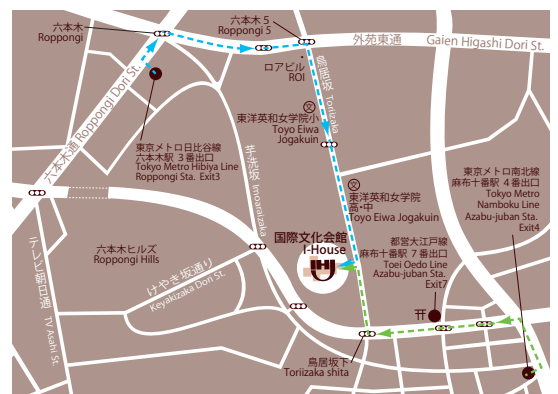 六本木
Roppongi
六本木 5
Roppongi 5
外苑東通
Gaien Higashi Dori St.
ロアビル
ROI
鳥居坂 Toriizaka
六本木通 Roppongi Dori St.
文
東洋英和女学院小
Toyo Eiwa
Jogakuin
東京メトロ日比谷線
六本木駅 3番出口
Tokyo Metro Hibiya Line
Roppongi Sta. Exit3
芋洗坂 Imoaraizaka
東京メトロ南北線
麻布十番駅 4番出口
Tokyo Metro
Namboku Line
Azabu-juban Sta.
Exit4
文
東洋英和女学院
高・中
Toyo Eiwa Jogakuin
国際文化会館
I-House
六本木ヒルズ
Roppongi Hills
都営大江戸線
麻布十番駅 7番出口
Toei Oedo Line
Azabu-juban Sta.
Exit7
けやき坂通り
Keyakizaka Dori St.
テレビ朝日通 TV Asahi St.
鳥居坂下
Toriizaka shita